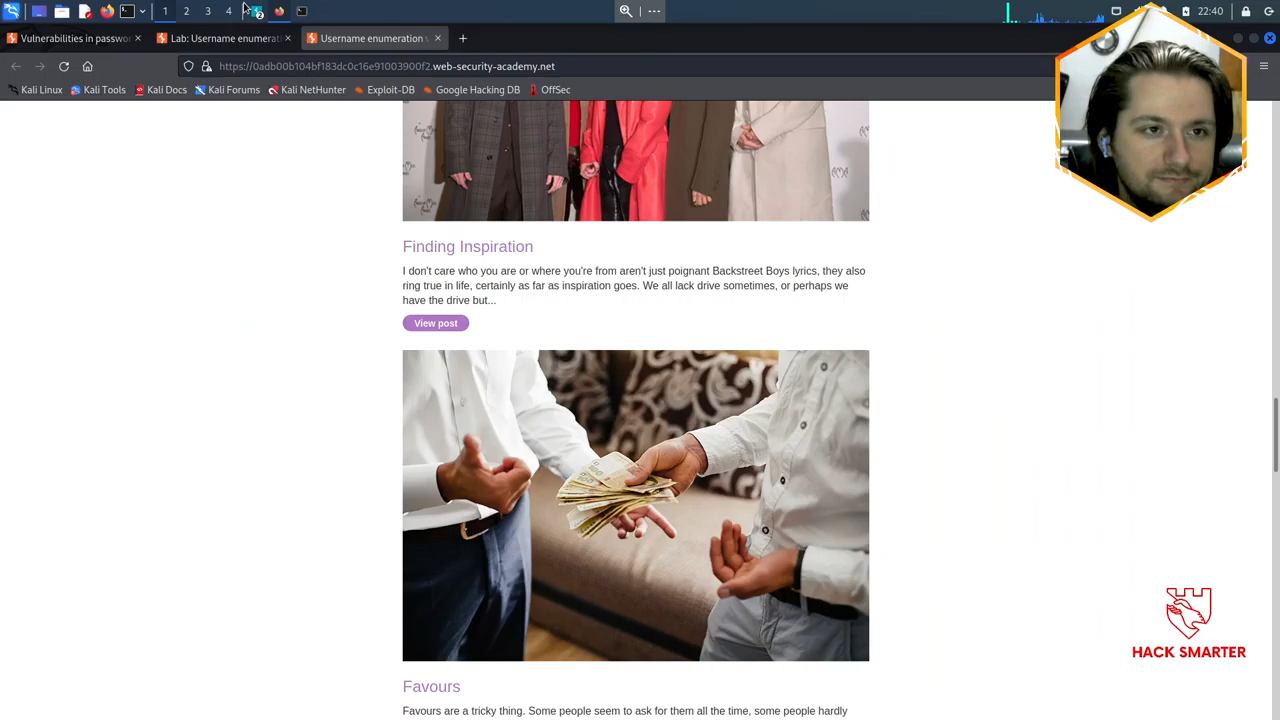 1 2 3 4 2 22:40
Vulnerabilities in passwo Lab: Username enumerat Username enumeration v
https://0adb00b104bf183dc0c16e91003900f2.web-security-academy.net
Kali Linux Kali Tools Kali Docs Kali Forums Kali NetHunter Exploit-DB Google Hacking DB OffSec
Finding Inspiration
I don't care who you are or where you're from aren't just poignant Backstreet Boys lyrics, they also
ring true in life, certainly as far as inspiration goes. We all lack drive sometimes, or perhaps we
have the drive but...
View post
Favours
Favours are a tricky thing. Some people seem to ask for them all the time, some people hardly
HACK SMARTER